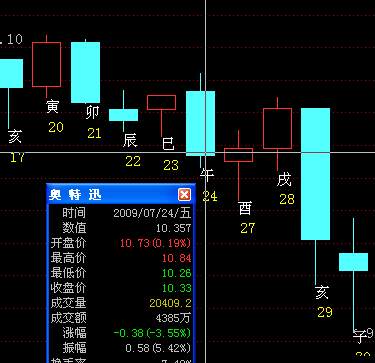 .10
亥
17
寅
20
卯
21
辰
22
巳
23
午
24
酉
27
戌
28
亥
29
子
30
9
奥 特 迅
时间 2009/07/24/五
数值 10.357
开盘价 10.73(0.19%)
最高价 10.84
最低价 10.26
收盘价 10.33
成交量 20409.2
成交额 4385万
涨幅 -0.38(-3.55%)
振幅 0.58(5.42%)
换手率 7.40%